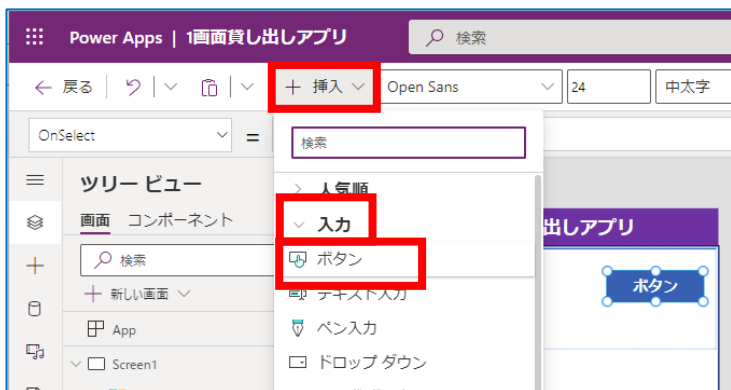 Power Apps | 1画面貸し出しアプリ
検索
戻る
挿入
Open Sans
24
中太字
OnSelect
=
検索
ツリー ビュー
人気順
画面 コンポーネント
入力
出しアプリ
検索
ボタン
ボタン
新しい画面
テキスト入力
App
ペン入力
Screen1
ドロップ ダウン